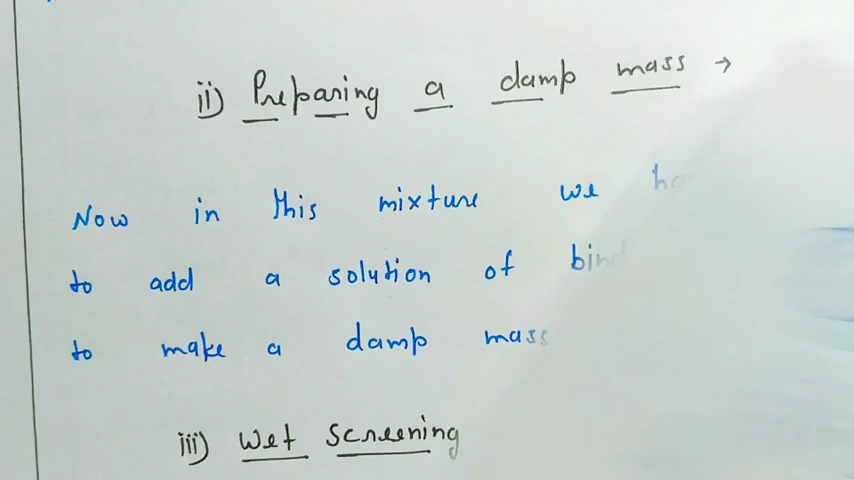 ii) Preparing a damp mass →
Now in this mixture we
to add a solution of
to make a damp mass
iii) Wet Screening